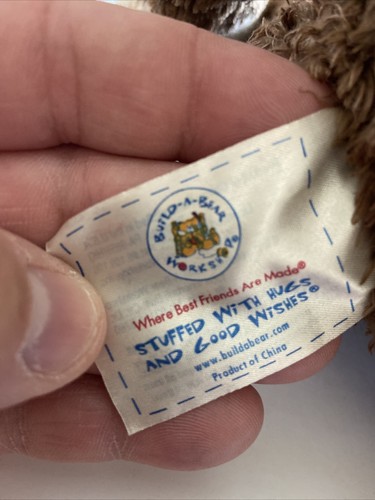 BUILD-A-BEAR
WORKSHOP®
Where Best Friends Are Made®
STUFFED WITH HUGS
AND GOOD WISHES®
www.buildabear.com
Product of China